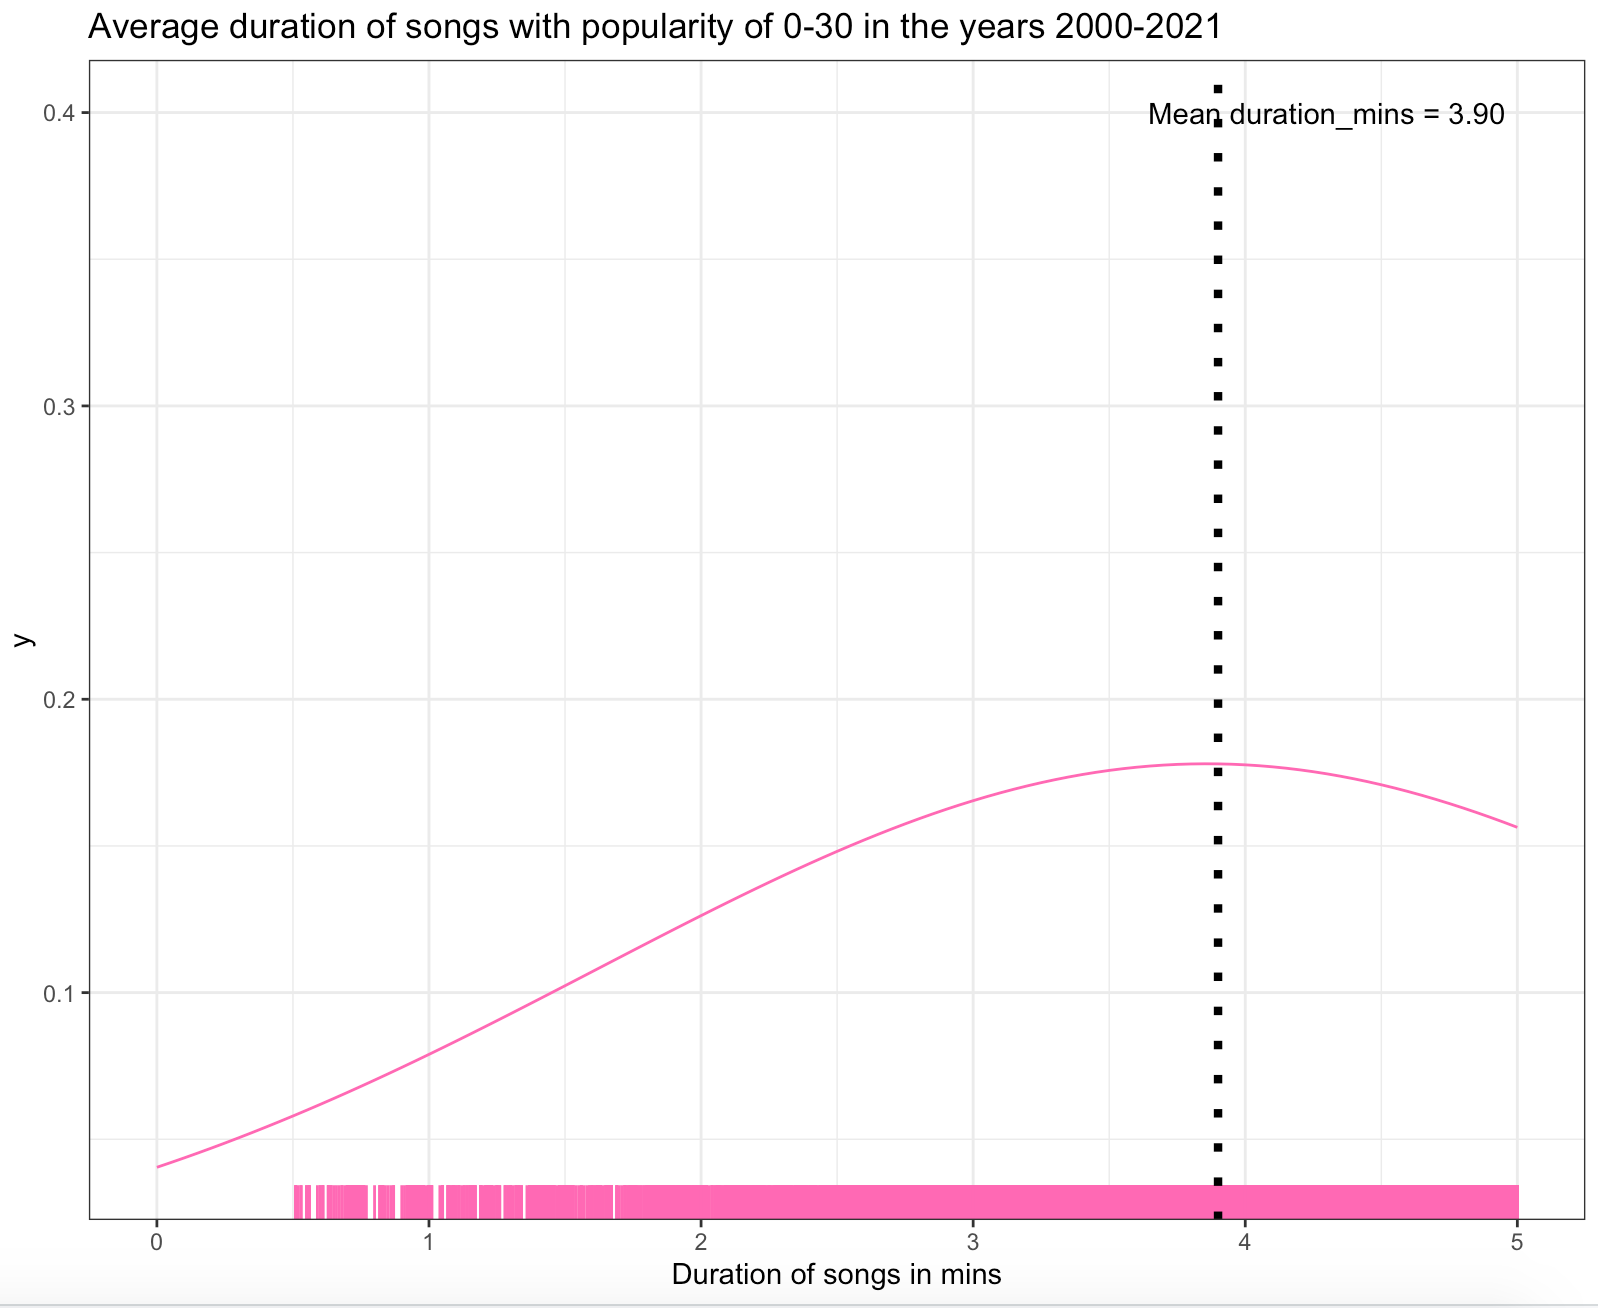 Average duration of songs with popularity of 0-30 in the years 2000-2021
Mean duration_mins = 3.90
0.4
0.3
0.2
0.1
y
0 1 2 3 4 5
Duration of songs in mins